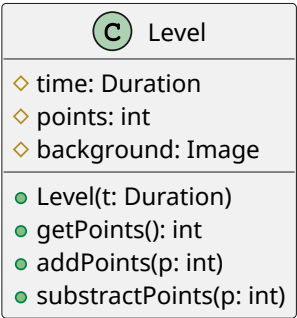 C Level
time: Duration
points: int
background: Image
Level(t: Duration)
getPoints(): int
addPoints(p: int)
substractPoints(p: int)